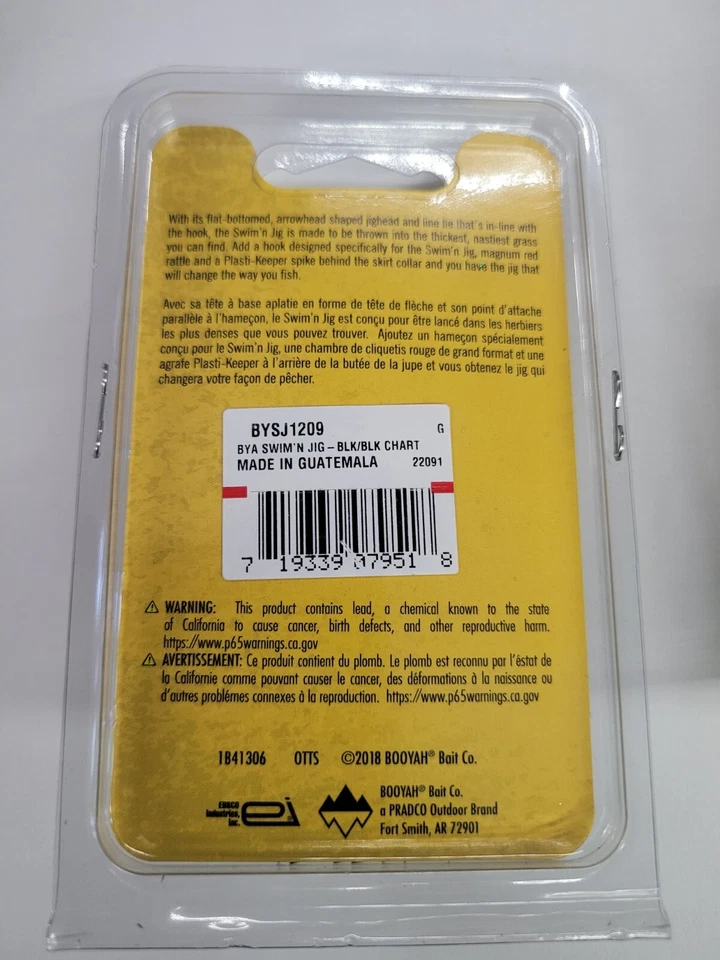 With its flat-bottomed, arrowhead shaped jighead and line tie that's in-line with
the hook, the Swim'n Jig is made to be thrown into the thickest, nastiest grass
you can find. Add a hook designed specifically for the Swim'n Jig, magnum red
rattle and a Plasti-Keeper spike behind the skirt collar and you have the jig that
will change the way you fish.
Avec sa tête à base aplatie en forme de tête de flèche et son point d'attache
parallèle à l'hameçon, le Swim'n Jig est conçu pour être lancé dans les herbiers
les plus denses que vous pouvez trouver. Ajoutez un hameçon spécialement
conçu pour le Swim'n Jig, une chambre de cliquetis rouge de grand format et une
agrafe Plasti-Keeper à l'arrière de la butée de la jupe et vous obtenez le jig qui
changera votre façon de pêcher.
BYSJ1209 G
BYA SWIM'N JIG – BLK/BLK CHART
MADE IN GUATEMALA 22091
7 19339 07951 8
WARNING: This product contains lead, a chemical known to the state
of California to cause cancer, birth defects, and other reproductive harm.
https://www.p65warnings.ca.gov
AVERTISSEMENT: Ce produit contient du plomb. Le plomb est reconnu par l'éstat de
la Californie comme pouvant causer le cancer, des déformations à la naissance ou
d'autres problèmes connexes à la reproduction. https://www.p65warnings.ca.gov
1B41306 OTTS ©2018 BOOYAH® Bait Co.
EBSCO
Industries,
Inc.
ei
BOOYAH® Bait Co.
a PRADCO Outdoor Brand
Fort Smith, AR 72901